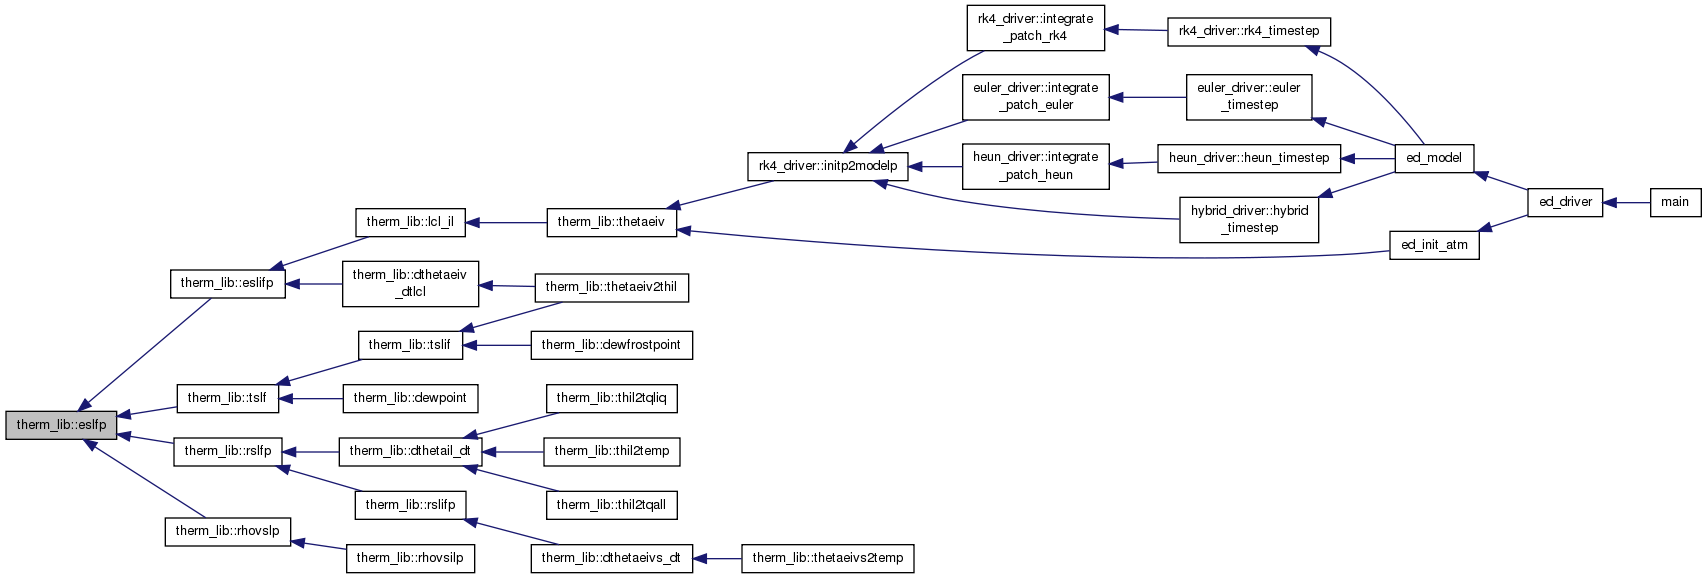 rk4_driver::integrate
_patch_rk4
rk4_driver::rk4_timestep
euler_driver::integrate
_patch_euler
euler_driver::euler
_timestep
rk4_driver::initp2modelp
heun_driver::integrate
_patch_heun
heun_driver::heun_timestep
ed_model
hybrid_driver::hybrid
_timestep
ed_driver
main
therm_lib::lcl_il
therm_lib::thetaeiv
ed_init_atm
therm_lib::eslifp
therm_lib::dthetaeiv
_dtlcl
therm_lib::thetaeiv2thil
therm_lib::tslif
therm_lib::dewfrostpoint
therm_lib::tslf
therm_lib::dewpoint
therm_lib::thil2tqliq
therm_lib::eslfp
therm_lib::rslfp
therm_lib::dthetail_dt
therm_lib::thil2temp
therm_lib::rslifp
therm_lib::thil2tqall
therm_lib::rhovslp
therm_lib::rhovsilp
therm_lib::dthetaeivs_dt
therm_lib::thetaeivs2temp